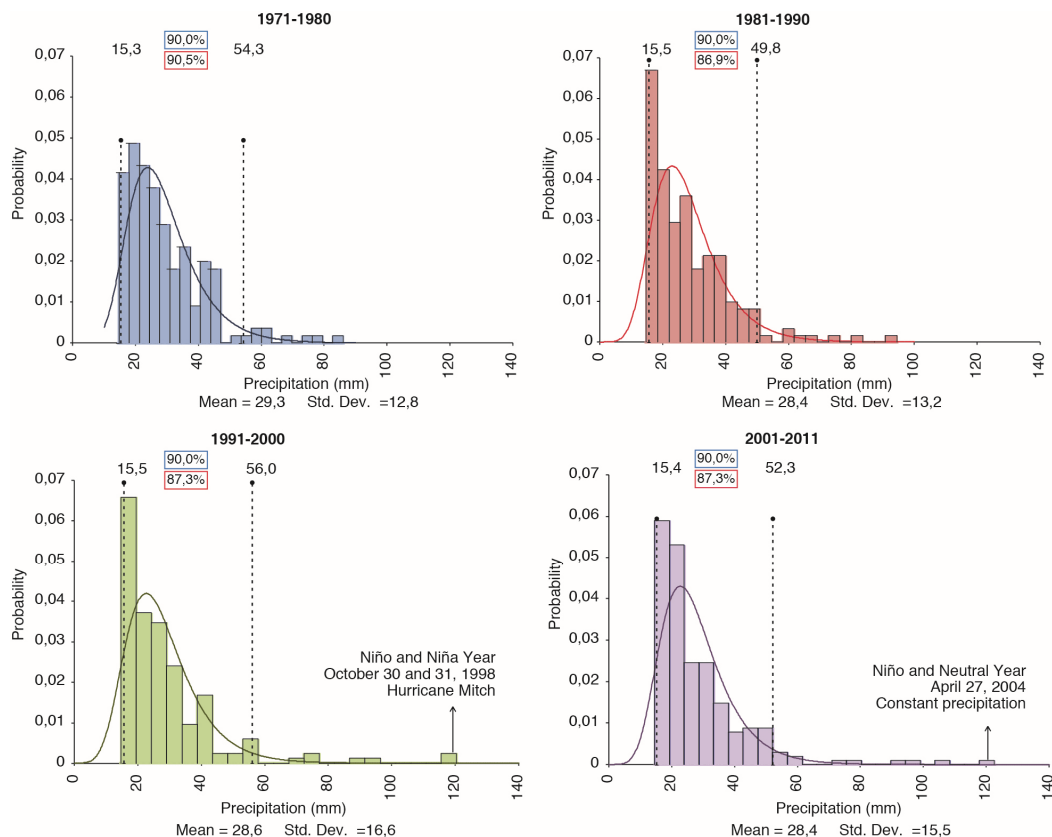 1971-1980
90,0%
15,3 54,3
90,5%
0,07
0,06
0,05
0,04
0,03
0,02
0,01
0
Probability
0 20 40 60 80 100 120 140
Precipitation (mm)
Mean = 29,3 Std. Dev. =12,8
1981-1990
90,0%
15,5 49,8
86,9%
0,07
0,06
0,05
0,04
0,03
0,02
0,01
0
Probability
0 20 40 60 80 100 120 140
Precipitation (mm)
Mean = 28,4 Std. Dev. =13,2
1991-2000
90,0%
15,5 56,0
87,3%
0,07
0,06
0,05
0,04
0,03
0,02
0,01
0
Probability
Niño and Niña Year
October 30 and 31, 1998
Hurricane Mitch
0 20 40 60 80 100 120 140
Precipitation (mm)
Mean = 28,6 Std. Dev. =16,6
2001-2011
90,0%
15,4 52,3
87,3%
0,07
0,06
0,05
0,04
0,03
0,02
0,01
0
Probability
Niño and Neutral Year
April 27, 2004
Constant precipitation
0 20 40 60 80 100 120 140
Precipitation (mm)
Mean = 28,4 Std. Dev. =15,5